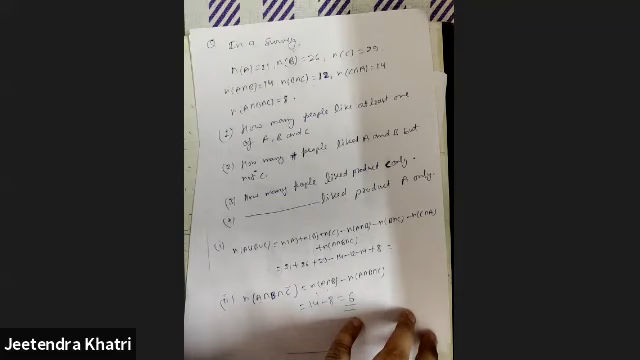 Q In a survey,
n(A)=21, n(B)=26, n(C)=29
n(A∩B)=14 n(B∩C)=12, n(C∩A)=14
n(A∩B∩C)=8.
(1) How many people like atleast one
of A, B and C
(2) How many people liked A and B but
not C.
(3) How many people liked product C only.
(4) ____________ liked product A only.
(i) n(A∪B∪C) = n(A)+n(B)+n(C) - n(A∩B) - n(B∩C) - n(C∩A)
+n(A∩B∩C)
= 21+26+29-14-12-14+8 =
(ii) n(A∩B∩C̄) = n(A∩B) - n(A∩B∩C)
= 14-8 = 6
Jeetendra Khatri